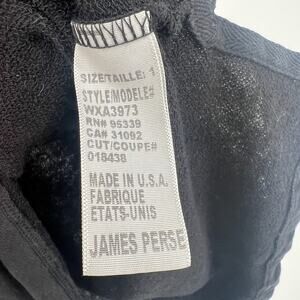 SIZE/TAILLE: 1
STYLE/MODELE#
WXA3973
RN# 95339
CA# 31092
CUT/COUPE#
018438
MADE IN U.S.A.
FABRIQUE
ETATS-UNIS
JAMES PERSE